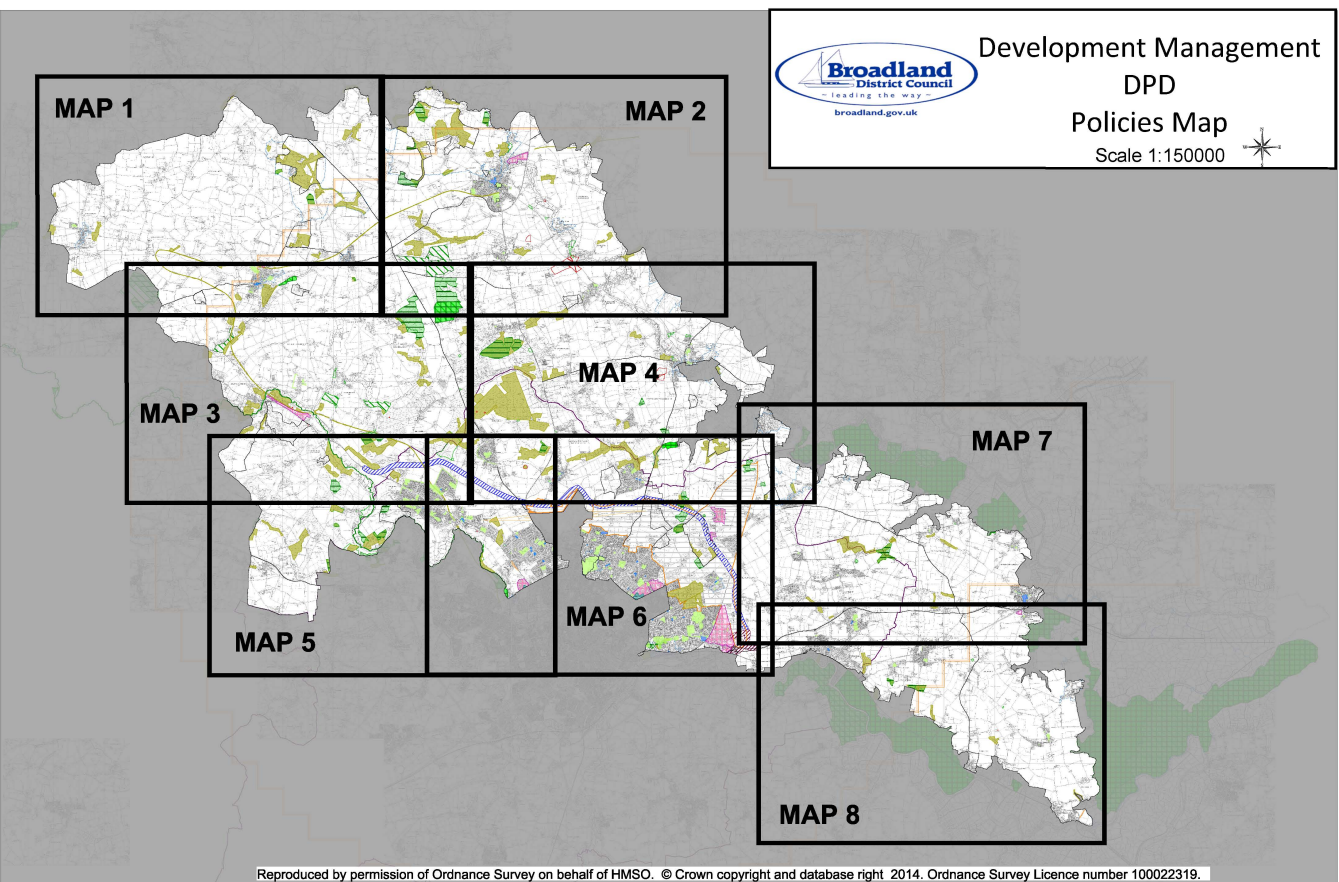 Broadland
District Council
~ leading the way ~
broadland.gov.uk
Development Management
DPD
Policies Map
Scale 1:150000
MAP 1
MAP 2
MAP 3
MAP 4
MAP 5
MAP 6
MAP 7
MAP 8
Reproduced by permission of Ordnance Survey on behalf of HMSO. © Crown copyright and database right 2014. Ordnance Survey Licence number 100022319.